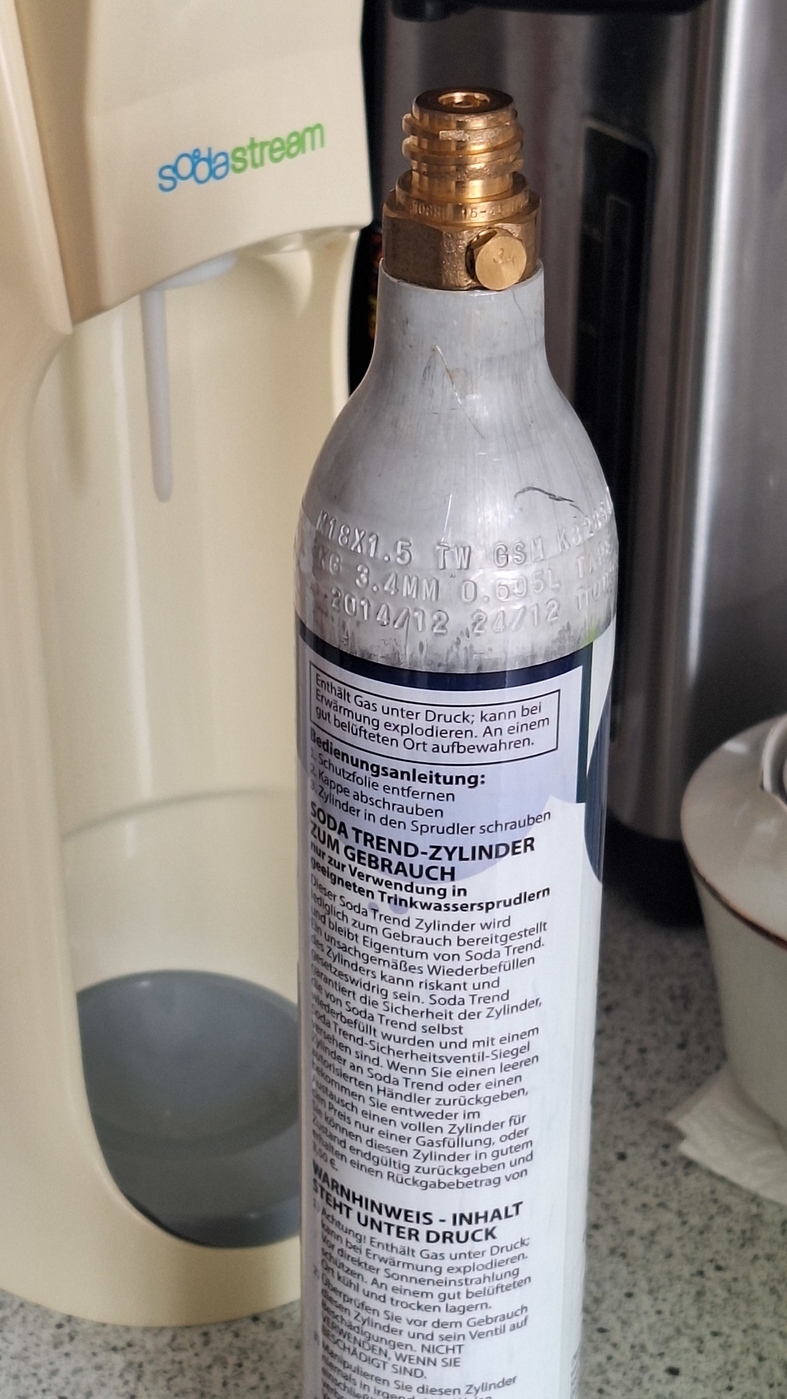 sodastream
M18X1.5 TW GSM
KG 3.4MM 0.605L
2014/12 24/12
Enthält Gas unter Druck; kann bei
Erwärmung explodieren. An einem
gut belüfteten Ort aufbewahren.
Bedienungsanleitung:
1. Schutzfolie entfernen
2. Kappe abschrauben
3. Zylinder in den Sprudler schrauben
SODA TREND-ZYLINDER
ZUM GEBRAUCH
nur zur Verwendung in
geeigneten Trinkwassersprudlern
Dieser Soda Trend Zylinder wird
lediglich zum Gebrauch bereitgestellt
und bleibt Eigentum von Soda Trend.
Ein unsachgemäßes Wiederbefüllen
des Zylinders kann riskant und
gesetzeswidrig sein. Soda Trend
garantiert die Sicherheit der Zylinder,
die von Soda Trend selbst
wiederbefüllt wurden und mit einem
Soda Trend-Sicherheitsventil-Siegel
versehen sind. Wenn Sie einen leeren
Zylinder an Soda Trend oder einen
autorisierten Händler zurückgeben,
bekommen Sie entweder im
Austausch einen vollen Zylinder für
den Preis nur einer Gasfüllung, oder
Sie können diesen Zylinder in gutem
Zustand endgültig zurückgeben und
erhalten einen Rückgabebetrag von
WARNHINWEIS - INHALT
STEHT UNTER DRUCK
Achtung! Enthält Gas unter Druck;
kann bei Erwärmung explodieren.
Vor direkter Sonneneinstrahlung
schützen. An einem gut belüfteten
Ort kühl und trocken lagern.
Überprüfen Sie vor dem Gebrauch
diesen Zylinder und sein Ventil auf
Beschädigungen. NICHT
VERWENDEN, WENN SIE
BESCHÄDIGT SIND.
Manipulieren Sie diesen Zylinder
niemals in